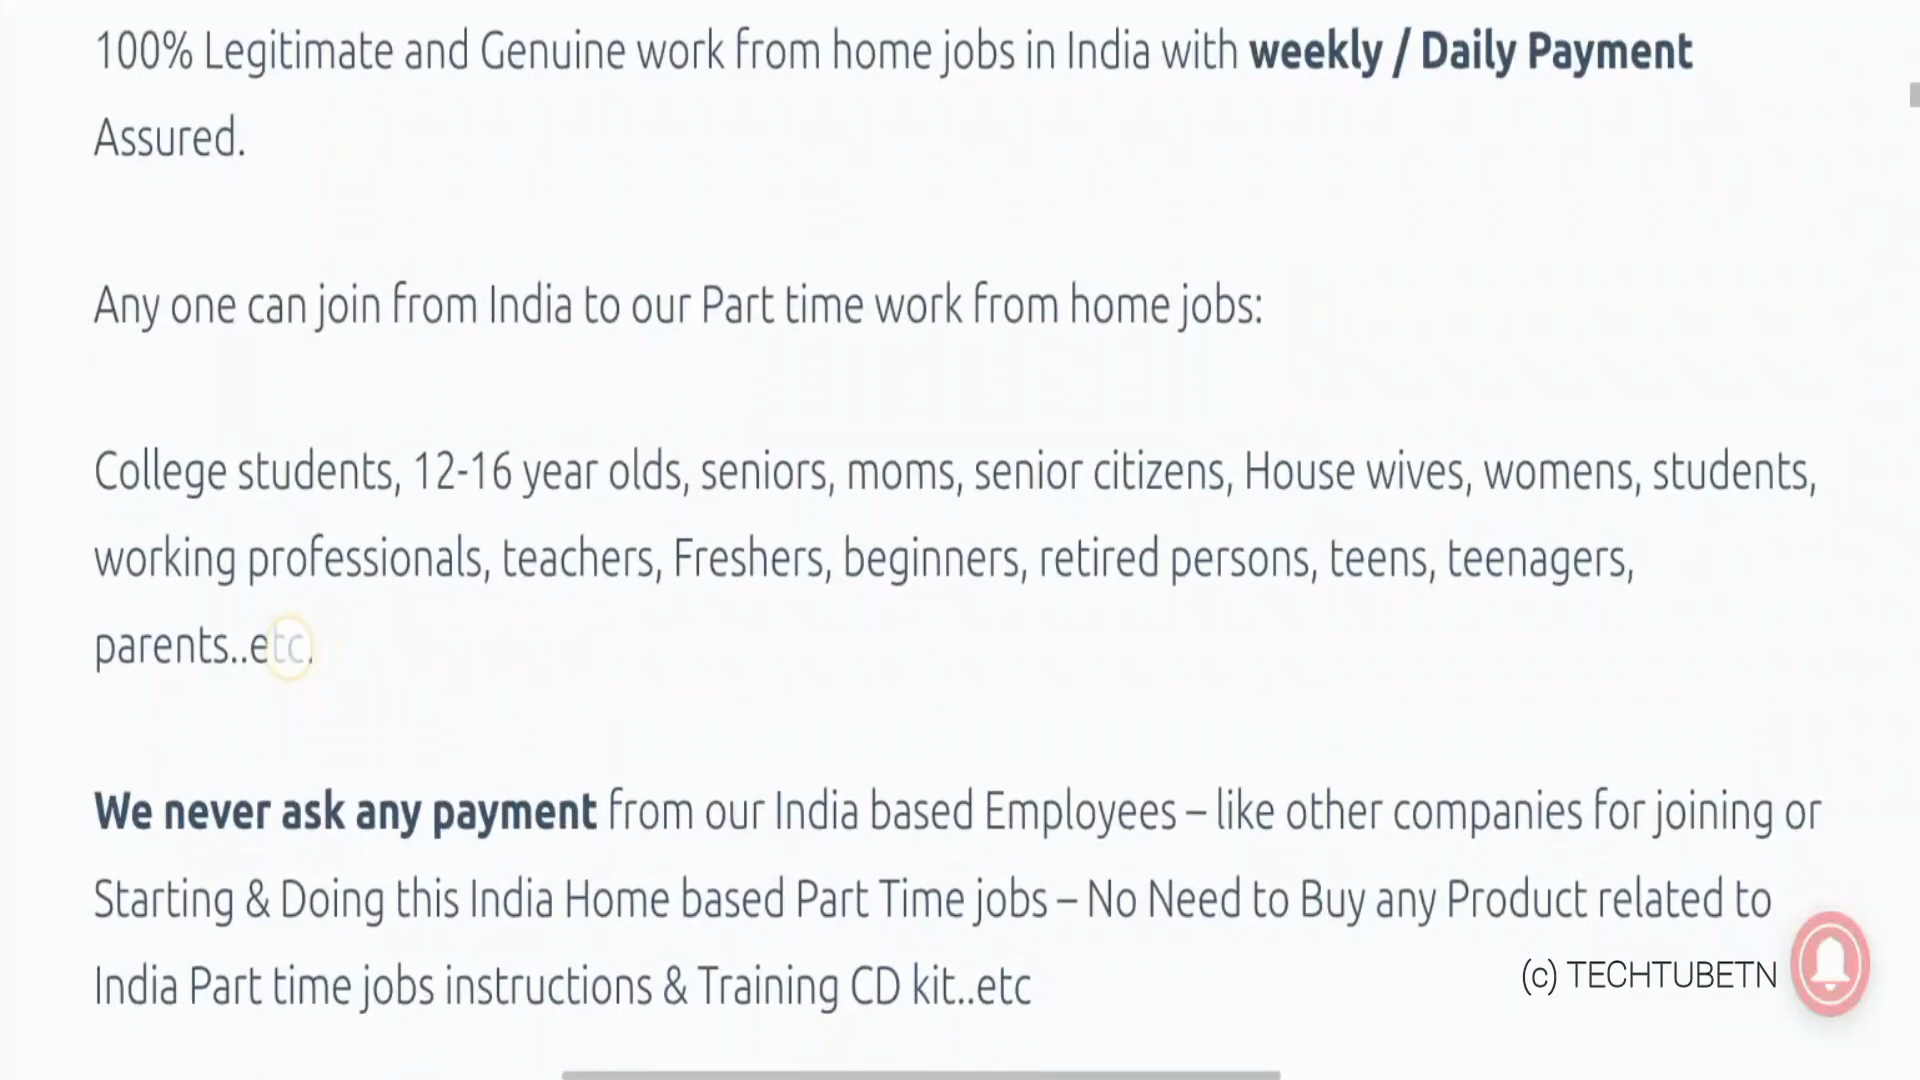 100% Legitimate and Genuine work from home jobs in India with weekly / Daily Payment
Assured.
Any one can join from India to our Part time work from home jobs:
College students, 12-16 year olds, seniors, moms, senior citizens, House wives, womens, students,
working professionals, teachers, Freshers, beginners, retired persons, teens, teenagers,
parents..etc.
We never ask any payment from our India based Employees – like other companies for joining or
Starting & Doing this India Home based Part Time jobs – No Need to Buy any Product related to
India Part time jobs instructions & Training CD kit..etc
(c) TECHTUBETN